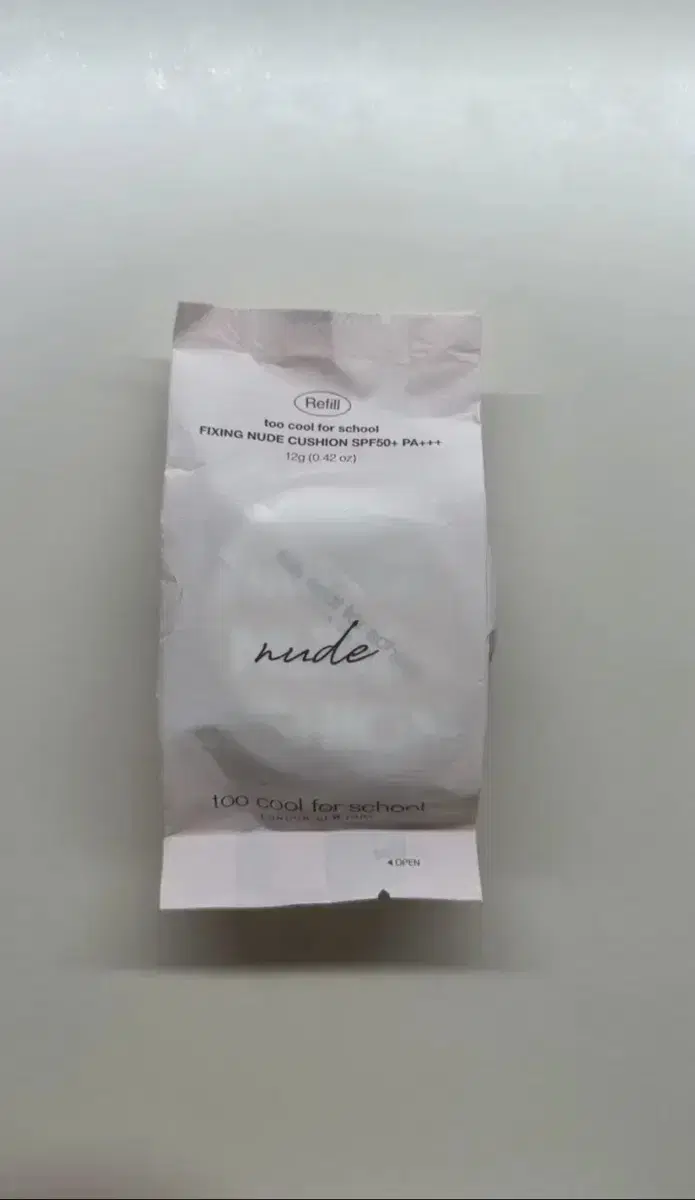 Refill
too cool for school
FIXING NUDE CUSHION SPF50+ PA+++
12g (0.42 oz)
nude
too cool for school
◀ OPEN